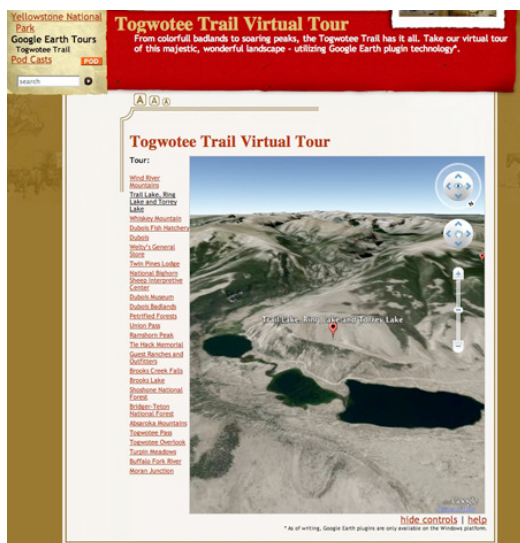 Yellowstone National
Park
Google Earth Tours
Togwotee Trail
Pod Casts
POD
search
Togwotee Trail Virtual Tour
From colorfull badlands to soaring peaks, the Togwotee Trail has it all. Take our virtual tour
of this majestic, wonderful landscape - utilizing Google Earth plugin technology*.
A A A
Togwotee Trail Virtual Tour
Tour:
Wind River
Mountains
Trail Lake, Ring
Lake and Torrey
Lake
Whiskey Mountain
Dubois Fish Hatchery
Dubois
Welty's General
Store
Twin Pines Lodge
National Bighorn
Sheep Interpretive
Center
Dubois Museum
Dubois Badlands
Petrified Forests
Union Pass
Ramshorn Peak
Tie Hack Memorial
Guest Ranches and
Outfitters
Brooks Creek Falls
Brooks Lake
Shoshone National
Forest
Bridger-Teton
National Forest
Absaroka Mountains
Togwotee Pass
Togwotee Overlook
Turpin Meadows
Buffalo Fork River
Moran Junction
Trail Lake, Ring Lake and Torrey Lake
Google
hide controls | help
* As of writing, Google Earth plugins are only available on the Windows platform.